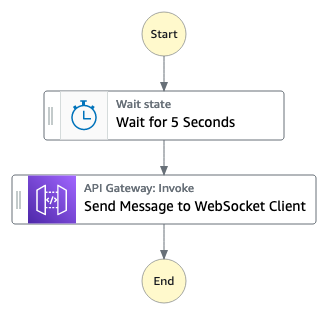 Start
Wait state
Wait for 5 Seconds
API Gateway: Invoke
Send Message to WebSocket Client
End